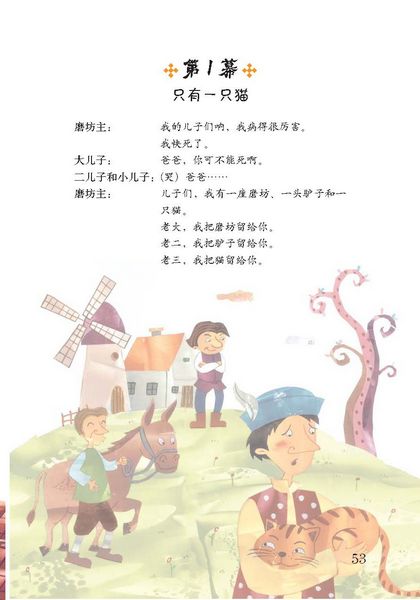 第1幕
只有一只猫
磨坊主： 我的儿子们哟，我病得很厉害。
我快死了。
大儿子： 爸爸，你可不能死啊。
二儿子和小儿子：（哭）爸爸……
磨坊主： 儿子们，我有一座磨坊、一头驴子和一
只猫。
老大，我把磨坊留给你。
老二，我把驴子留给你。
老三，我把猫留给你。
53